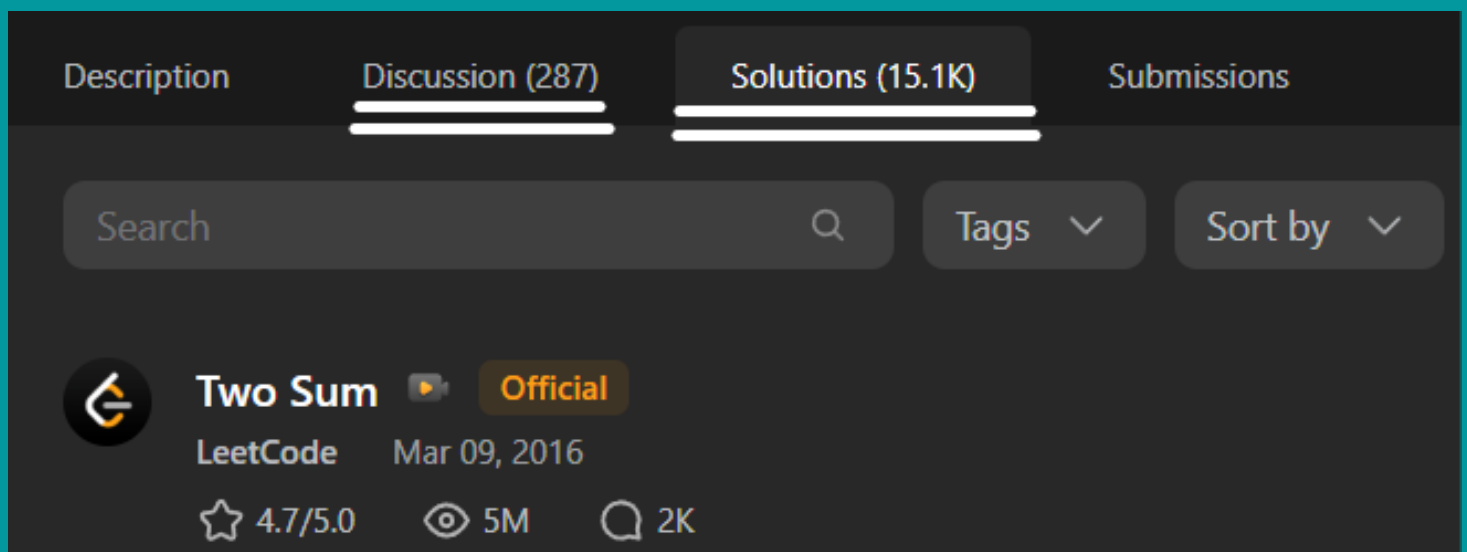 Description Discussion (287) Solutions (15.1K) Submissions
Search Tags Sort by
Two Sum Official
LeetCode Mar 09, 2016
4.7/5.0 5M 2K